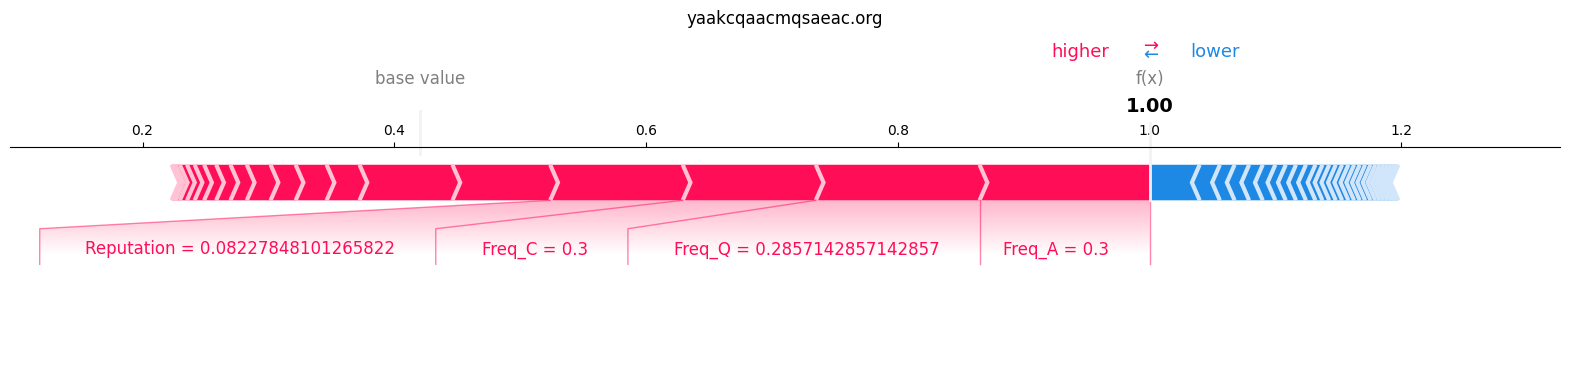 yaakcqaacmqsaeac.org
higher ⇄ lower
base value f(x)
1.00
0.2 0.4 0.6 0.8 1.0 1.2
Reputation = 0.08227848101265822 Freq_C = 0.3 Freq_Q = 0.2857142857142857 Freq_A = 0.3